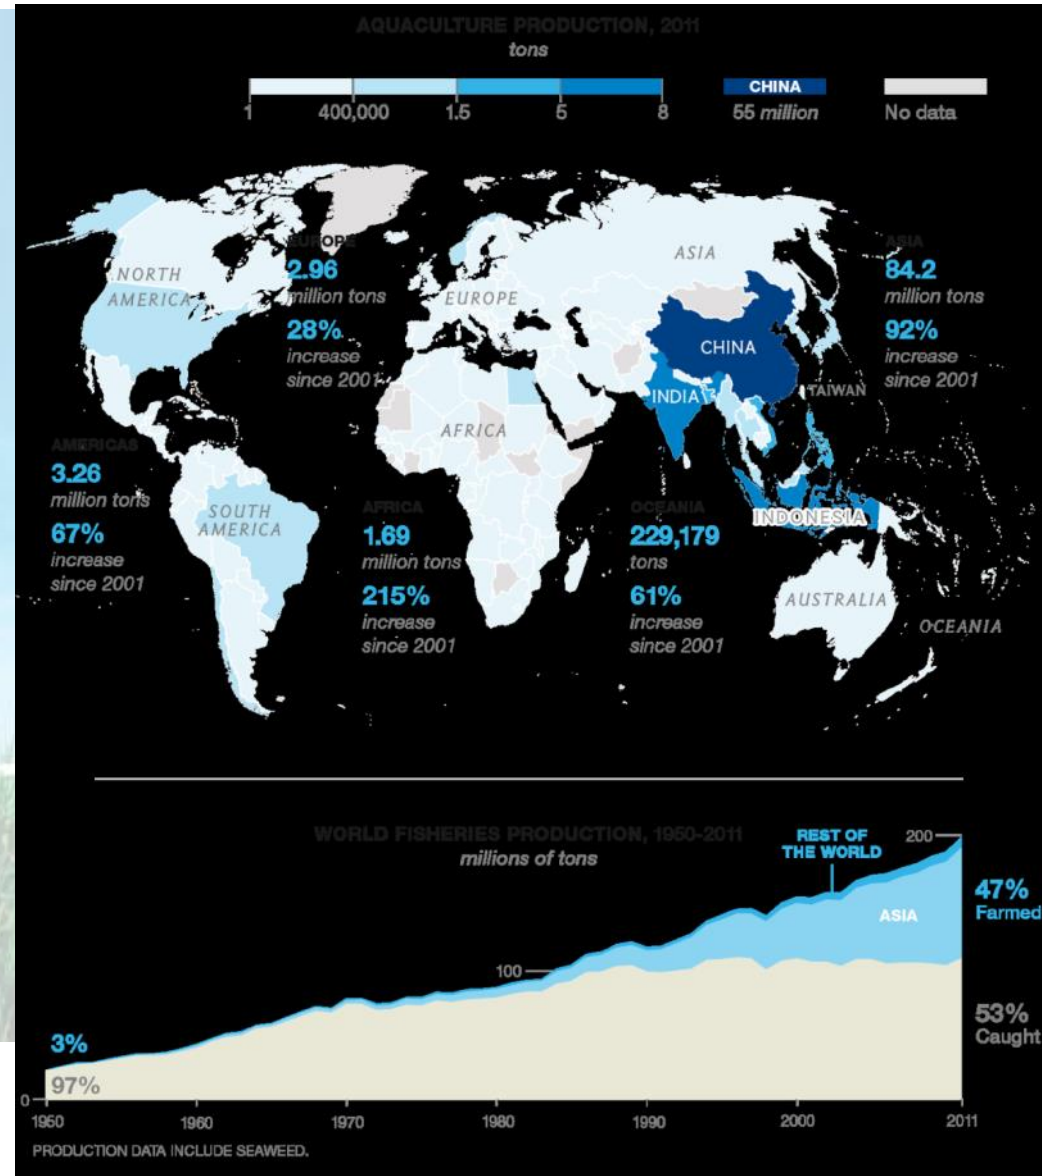 AQUACULTURE PRODUCTION, 2011
tons
1
400,000
1.5
5
8
CHINA
55 million
No data
NORTH
AMERICA
EUROPE
2.96
million tons
28%
increase
since 2001
EUROPE
ASIA
ASIA
84.2
million tons
92%
increase
since 2001
CHINA
INDIA
TAIWAN
AFRICA
AMERICAS
3.26
million tons
67%
increase
since 2001
SOUTH
AMERICA
AFRICA
1.69
million tons
215%
increase
since 2001
OCEANIA
229,179
tons
61%
increase
since 2001
INDONESIA
AUSTRALIA
OCEANIA
WORLD FISHERIES PRODUCTION, 1950-2011
millions of tons
REST OF
THE WORLD
200
47%
Farmed
ASIA
100
53%
Caught
3%
97%
0
1950
1960
1970
1980
1990
2000
2011
PRODUCTION DATA INCLUDE SEAWEED.